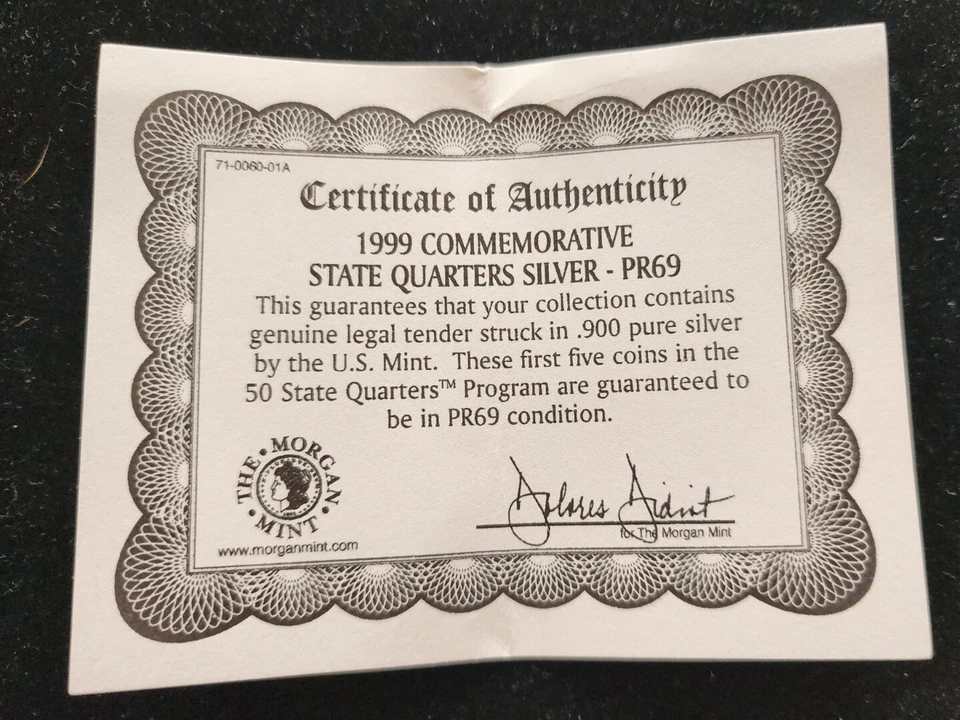 71-0060-01A
Certificate of Authenticity
1999 COMMEMORATIVE
STATE QUARTERS SILVER - PR69
This guarantees that your collection contains
genuine legal tender struck in .900 pure silver
by the U.S. Mint. These first five coins in the
50 State Quarters™ Program are guaranteed to
be in PR69 condition.
THE • MORGAN • MINT •
Dolores
for The Morgan Mint
www.morganmint.com